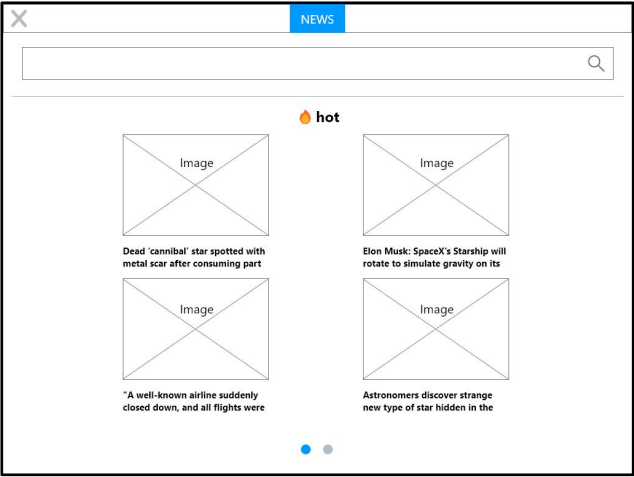 NEWS
🔥 hot
Image
Image
Dead ‘cannibal’ star spotted with
metal scar after consuming part
Elon Musk: SpaceX's Starship will
rotate to simulate gravity on its
Image
Image
"A well-known airline suddenly
closed down, and all flights were
Astronomers discover strange
new type of star hidden in the